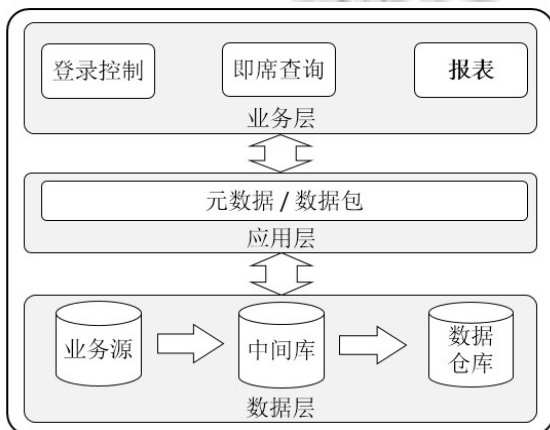 登录控制
即席查询
报表
业务层
元数据 / 数据包
应用层
业务源
中间库
数据
仓库
数据层